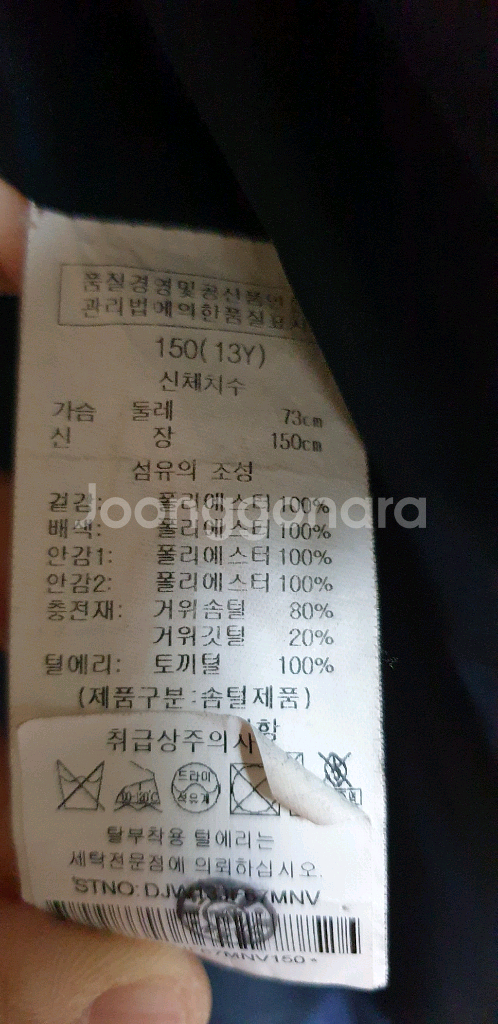 품질경영및공산품안
관리법에의한품질표시
150(13Y)
신체치수
가슴 둘레 73cm
신 장 150cm
섬유의 조성
겉감: 폴리에스터 100%
Joonggonara
배색: 폴리에스터 100%
안감1: 폴리에스터 100%
안감2: 폴리에스터 100%
충전재: 거위솜털 80%
거위깃털 20%
털에리: 토끼털 100%
(제품구분:솜털제품)
취급상주의사항
드라이
석유계
탈부착용 털에리는
세탁전문점에 의뢰하십시오.
STNO: